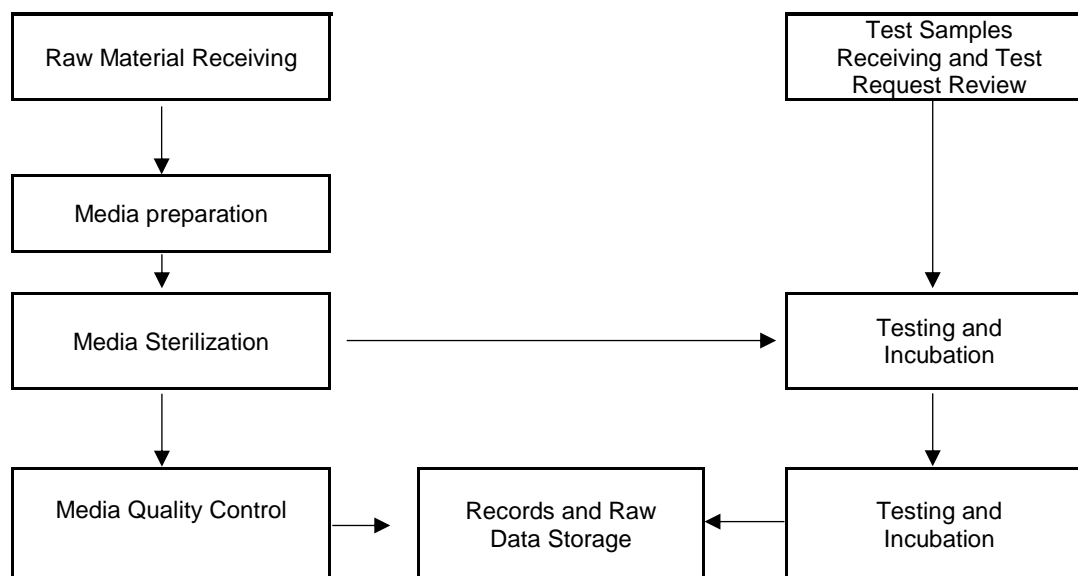 Raw Material Receiving
Test Samples
Receiving and Test
Request Review
Media preparation
Media Sterilization
Testing and
Incubation
Media Quality Control
Records and Raw
Data Storage
Testing and
Incubation